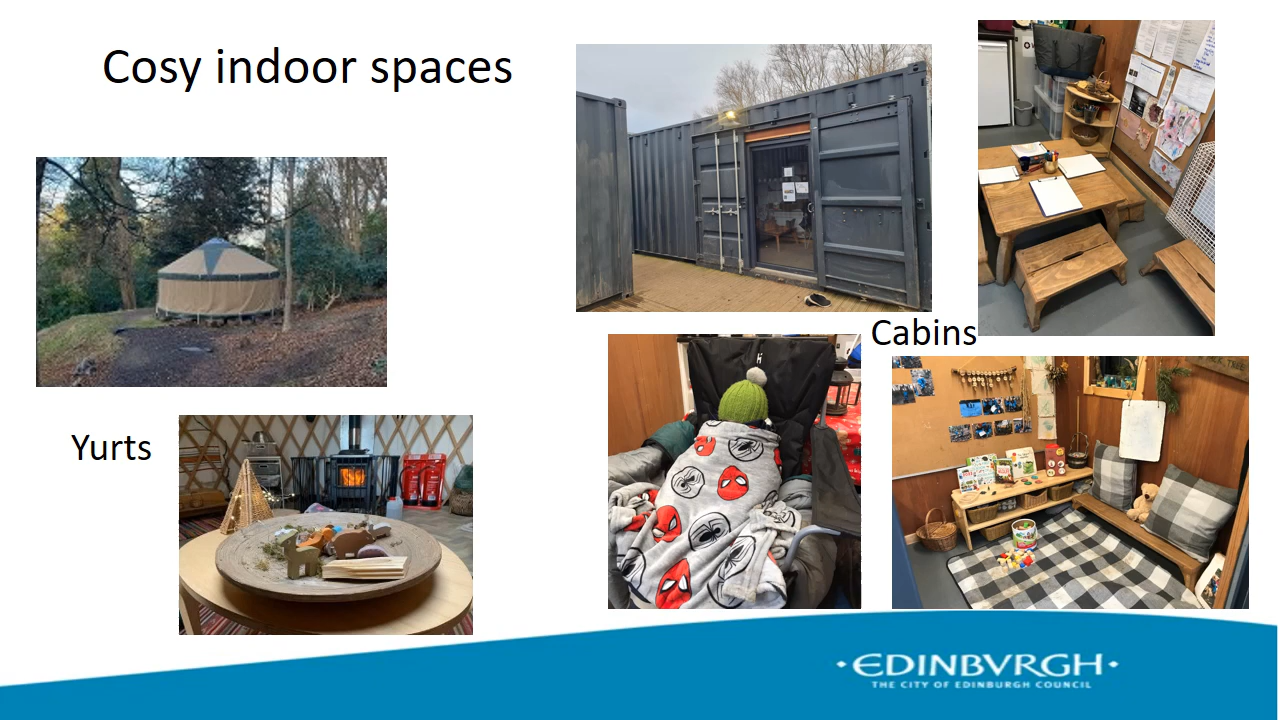 Cosy indoor spaces
Cabins
Yurts
EDINBVRGH
THE CITY OF EDINBURGH COUNCIL